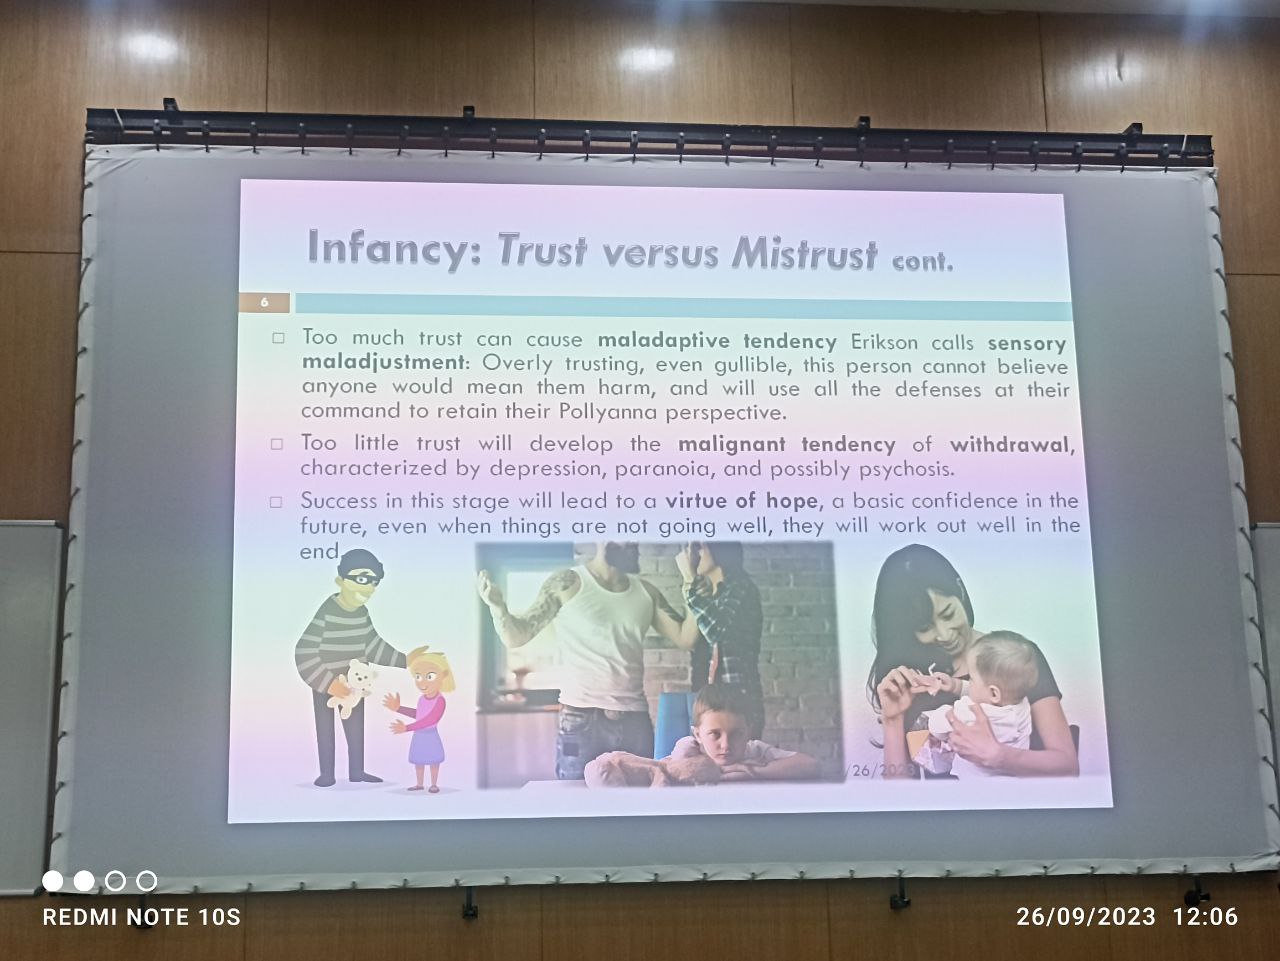 Infancy: Trust versus Mistrust cont.
6
Too much trust can cause maladaptive tendency Erikson calls sensory
maladjustment: Overly trusting, even gullible, this person cannot believe
anyone would mean them harm, and will use all the defenses at their
command to retain their Pollyanna perspective.
Too little trust will develop the malignant tendency of withdrawal,
characterized by depression, paranoia, and possibly psychosis.
Success in this stage will lead to a virtue of hope, a basic confidence in the
future, even when things are not going well, they will work out well in the
end
/26/2023
REDMI NOTE 10S
26/09/2023 12:06